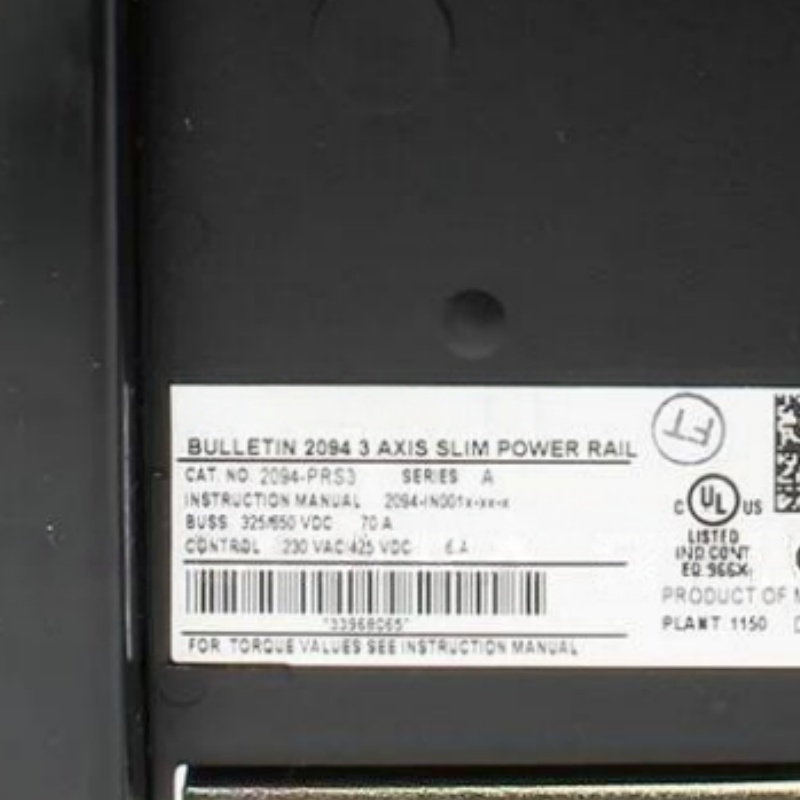 BULLETIN 2094 3 AXIS SLIM POWER RAIL
CAT. NO. 2094-PRS3 SERIES A
INSTRUCTION MANUAL 2094-IN001x-xx-x
BUSS 325/650 VDC 70 A
CONTROL 230 VAC/425 VDC 6 A
*33968065*
FOR TORQUE VALUES SEE INSTRUCTION MANUAL
FT
C UL US
LISTED
IND CONT
EQ 966X
PRODUCT OF M
PLANT 1150